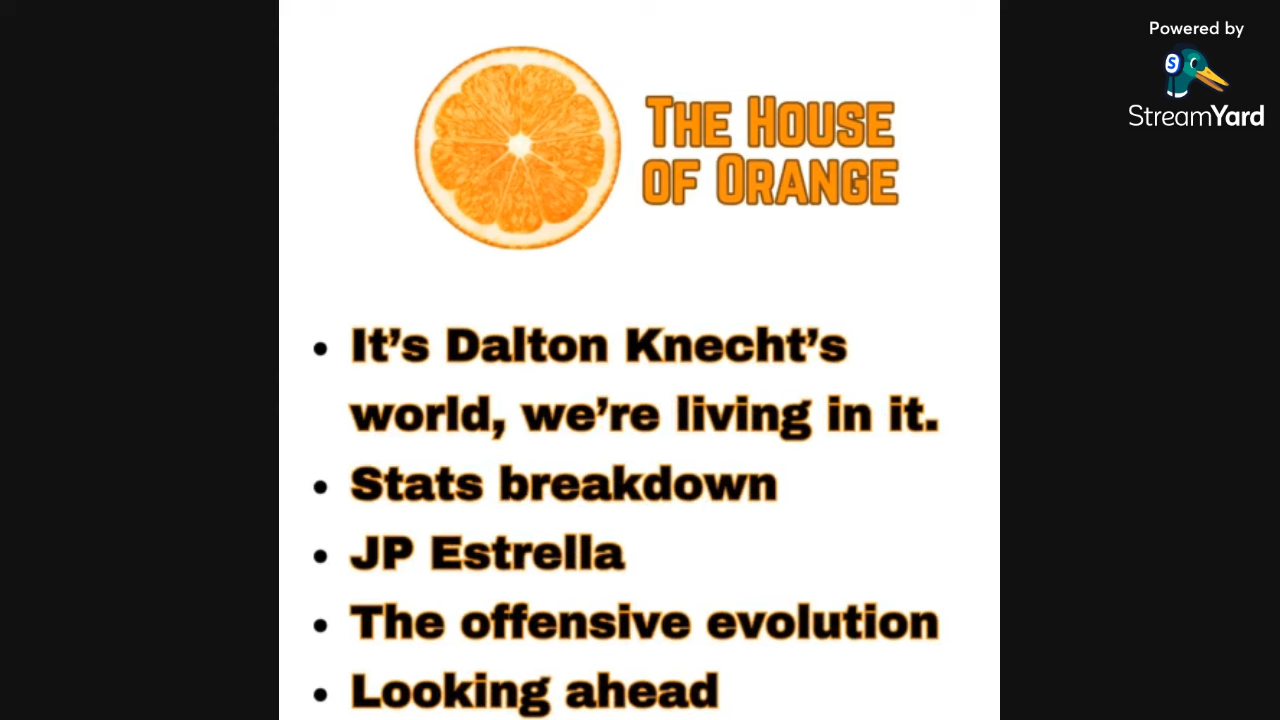 Powered by
StreamYard
THE HOUSE
OF ORANGE
• It’s Dalton Knecht’s
world, we’re living in it.
• Stats breakdown
• JP Estrella
• The offensive evolution
• Looking ahead